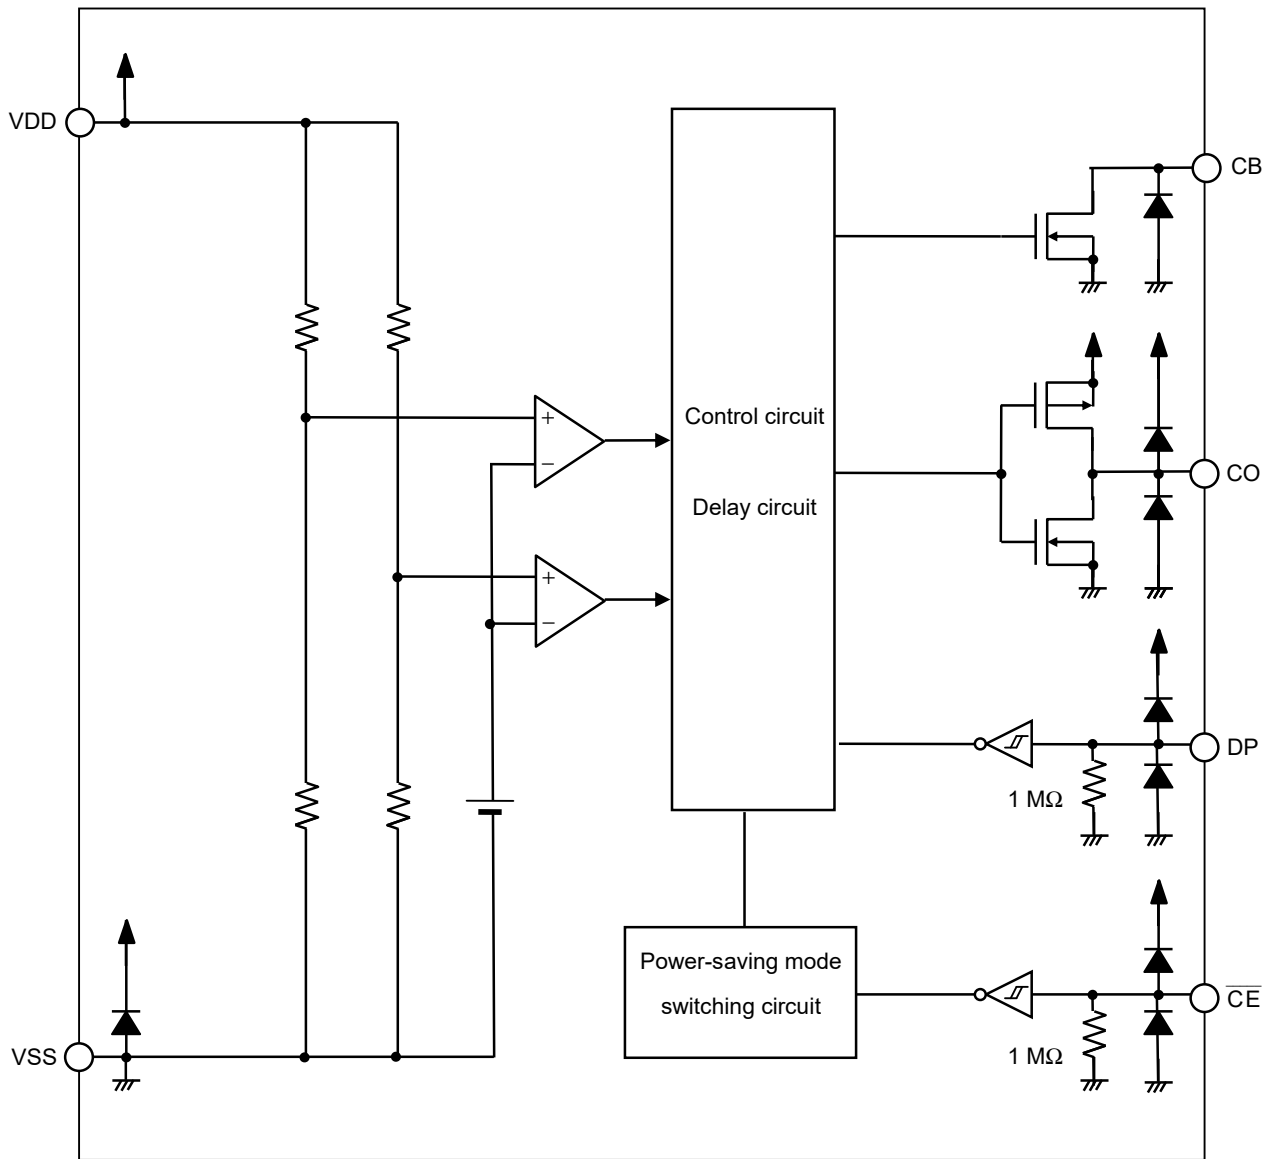 VDD
CB
+
−
Control circuit
CO
Delay circuit
+
−
DP
1 MΩ
Power-saving mode
switching circuit
CE
VSS
1 MΩ